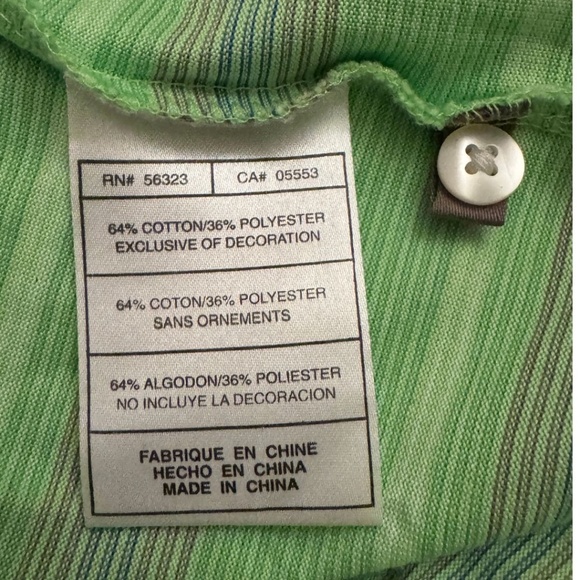 RN# 56323 CA# 05553
64% COTTON/36% POLYESTER
EXCLUSIVE OF DECORATION
64% COTON/36% POLYESTER
SANS ORNEMENTS
64% ALGODON/36% POLIESTER
NO INCLUYE LA DECORACION
FABRIQUE EN CHINE
HECHO EN CHINA
MADE IN CHINA